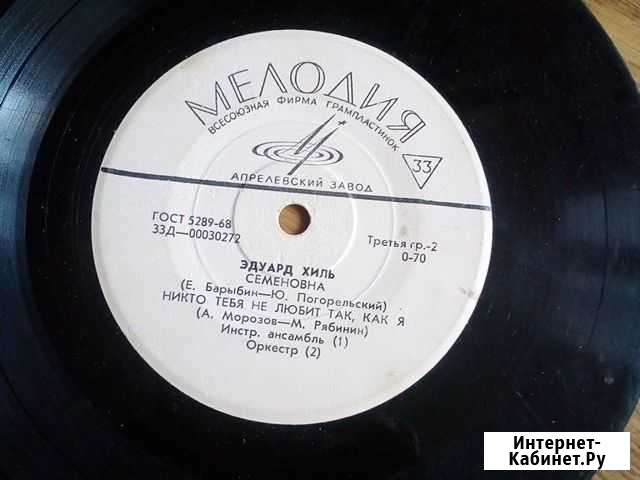 МЕЛОДИЯ
ВСЕСОЮЗНАЯ ФИРМА ГРАМПЛАСТИНОК
33
АПРЕЛЕВСКИЙ ЗАВОД
ГОСТ 5289-68
33Д—00030272
Третья гр.-2
0-70
ЭДУАРД ХИЛЬ
СЕМЕНОВНА
(Е. Барыбин—Ю. Погорельский)
НИКТО ТЕБЯ НЕ ЛЮБИТ ТАК, КАК Я
(А. Морозов—М. Рябинин)
Инстр. ансамбль (1)
Оркестр (2)
Интернет-
Кабинет.Ру